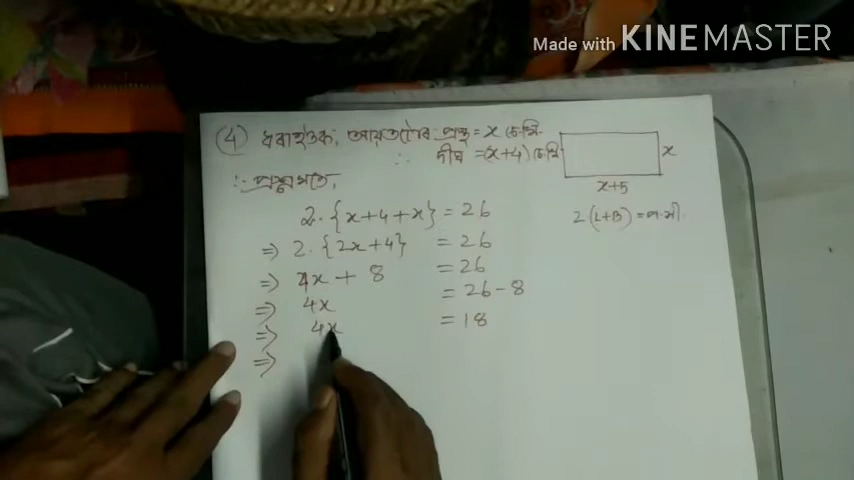 Made with KINEMASTER
(4) ধরাহওক, আয়তটোৰ প্রস্থ = x চে.মি.
∴ দীঘ = (x+4) চে.মি
x
x+5
∴ প্রশ্নমতে,
2·{x+4+x} = 26
2(L+B) = প.সী.
⇒ 2·{2x+4} = 26
⇒ 4x + 8 = 26
⇒ 4x = 26-8
⇒ 4x = 18
⇒